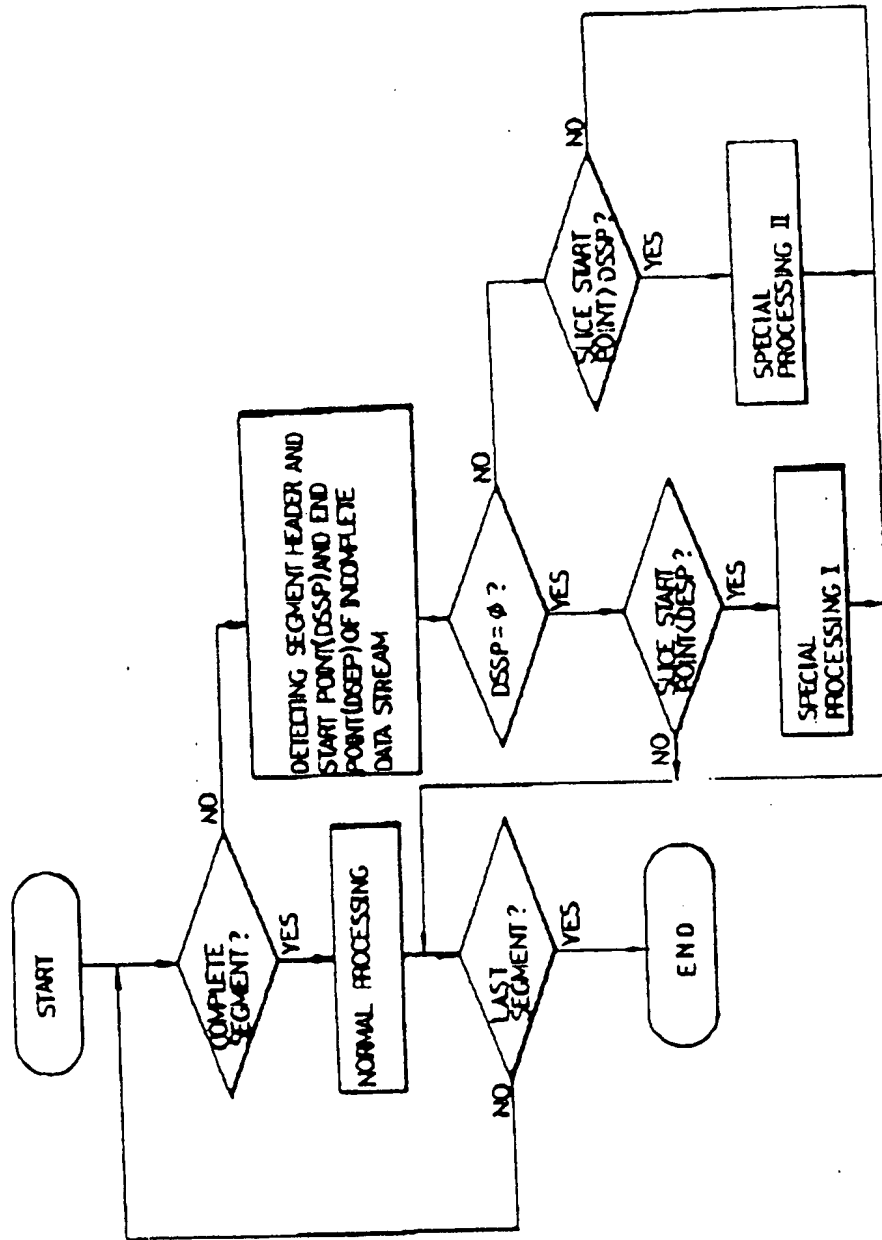 START
COMPLETE
SEGMENT?
NO
YES
NORMAL PROCESSING
LAST
SEGMENT?
NO
YES
END
DETECTING SEGMENT HEADER AND
START POINT(DSSP)AND END
POINT(DSEP)OF INCOMPLETE
DATA STREAM
DSSP=ϕ?
NO
YES
SLICE START
POINT⟨DESP?
NO
YES
SPECIAL
PROCESSING I
SLICE START
POINT⟩DSSP?
NO
YES
SPECIAL
PROCESSING II